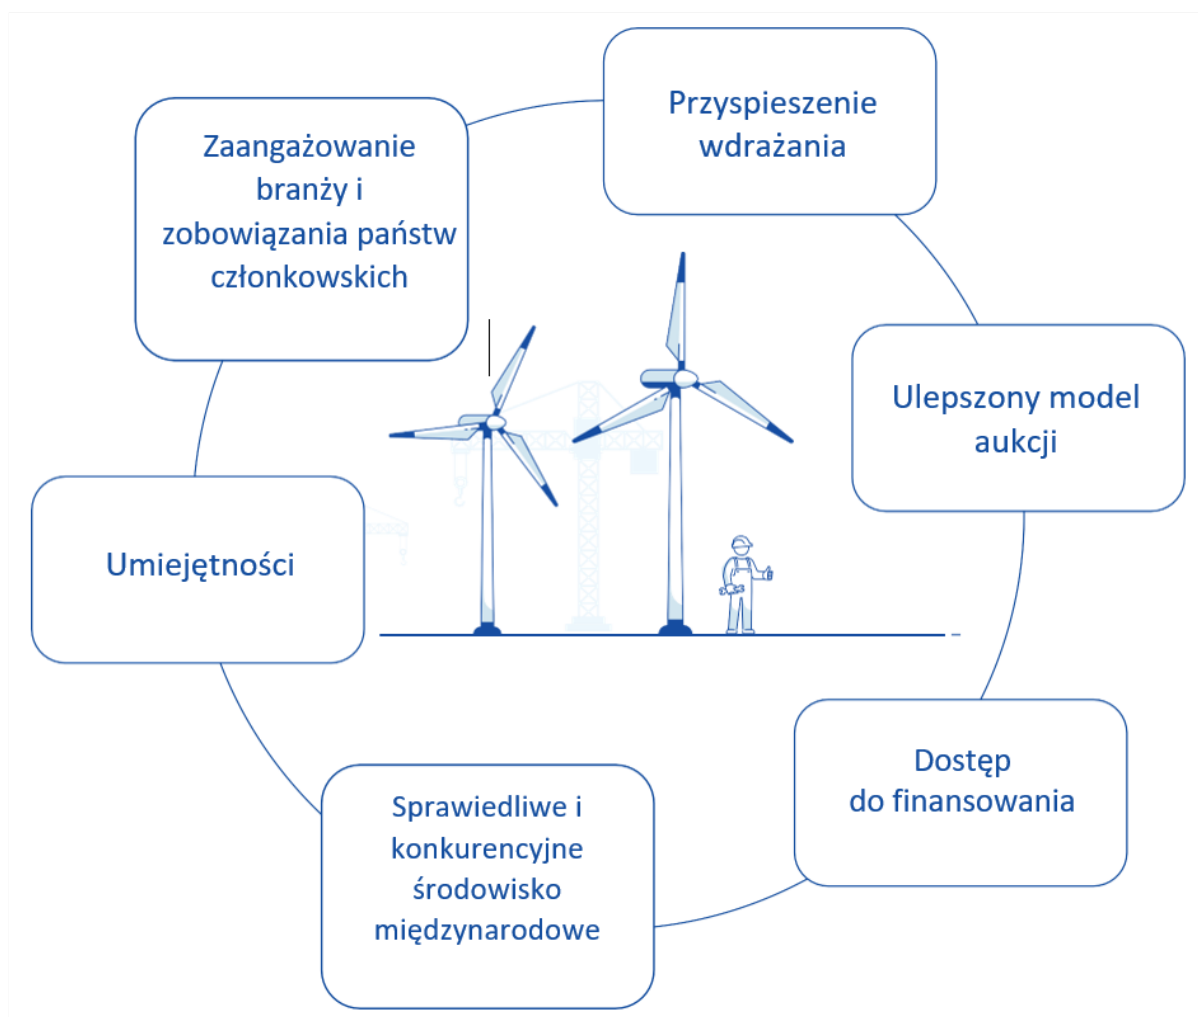 Przyspieszenie
wdrażania
Ulepszony model
aukcji
Dostęp
do finansowania
Sprawiedliwe i
konkurencyjne
środowisko
międzynarodowe
Umiejętności
Zaangażowanie
branży i
zobowiązania państw
członkowskich